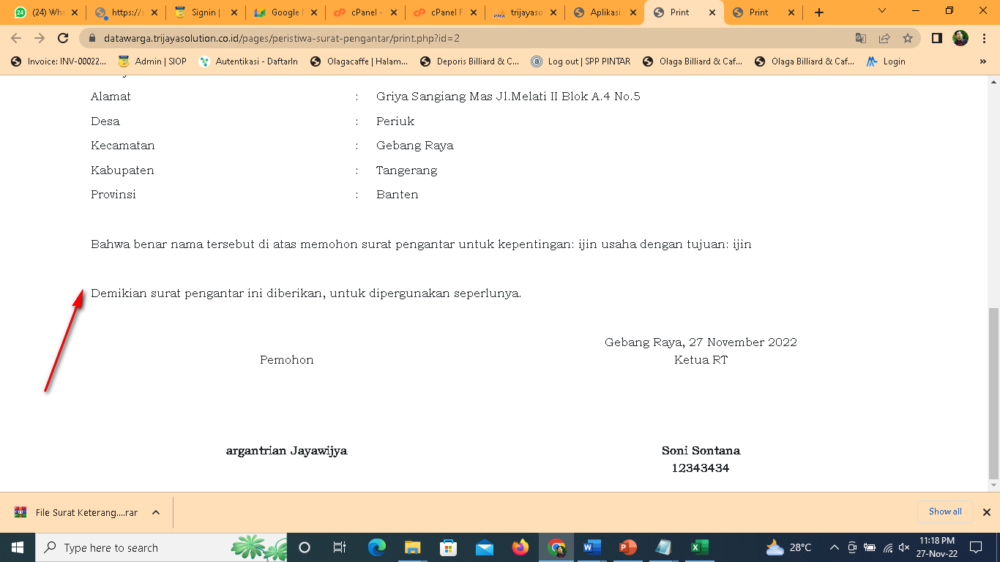 (24) Wha
https://s
Signin |
Google
cPanel -
cPanel F
trijayaso
Aplikasi
Print
Print
datawarga.trijayasolution.co.id/pages/peristiwa-surat-pengantar/print.php?id=2
Invoice: INV-00022...
Admin | SIOP
Autentikasi - DaftarIn
Olagacaffe | Halam...
Deporis Billiard & C...
Log out | SPP PINTAR
Olaga Billiard & Caf...
Olaga Billiard & Caf...
Login
Alamat : Griya Sangiang Mas Jl.Melati II Blok A.4 No.5
Desa : Periuk
Kecamatan : Gebang Raya
Kabupaten : Tangerang
Provinsi : Banten
Bahwa benar nama tersebut di atas memohon surat pengantar untuk kepentingan: ijin usaha dengan tujuan: ijin
Demikian surat pengantar ini diberikan, untuk dipergunakan seperlunya.
Gebang Raya, 27 November 2022
Pemohon
Ketua RT
argantrian Jayawijya
Soni Sontana
12343434
File Surat Keterang....rar
Show all
Type here to search
28°C
11:18 PM
27-Nov-22